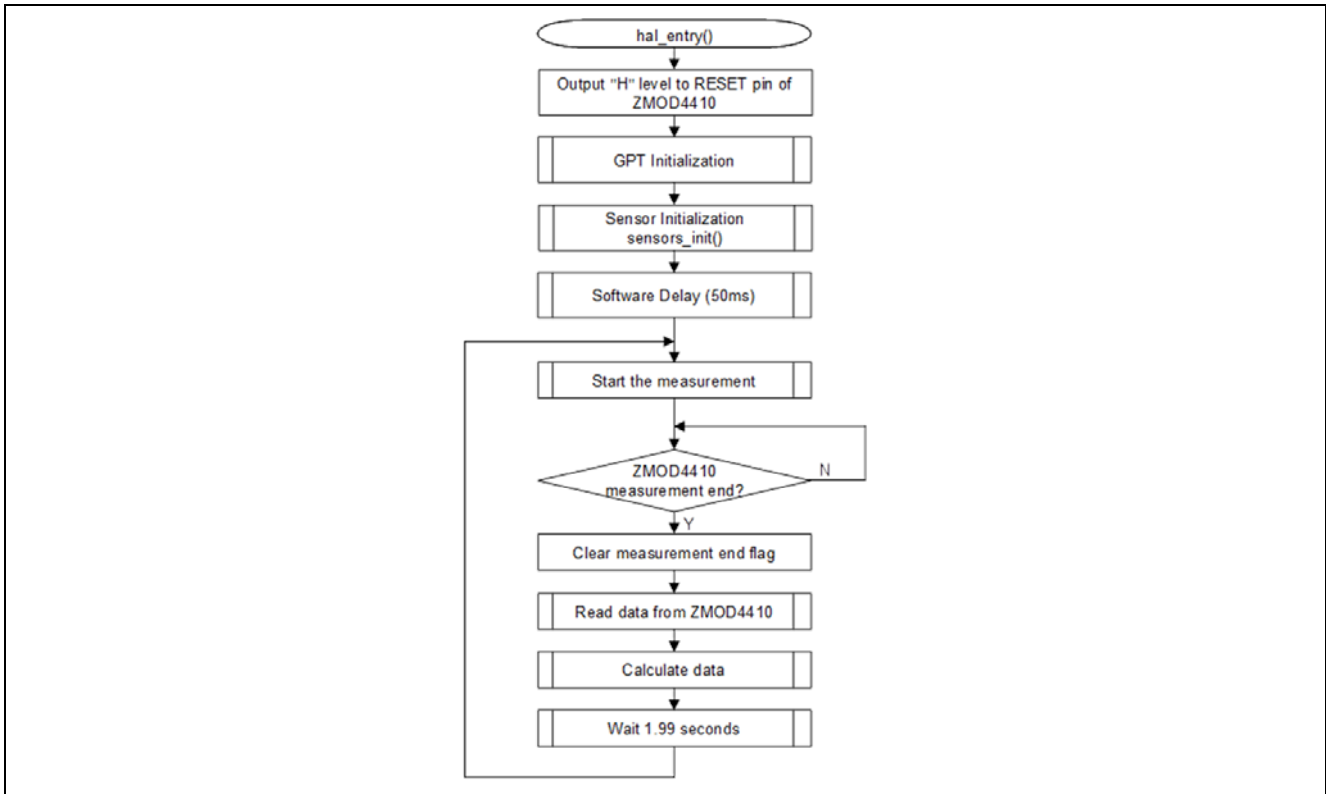 hal_entry()
Output "H" level to RESET pin of
ZMOD4410
GPT Initialization
Sensor Initialization
sensors_init()
Software Delay (50ms)
Start the measurement
ZMOD4410
measurement end?
N
Y
Clear measurement end flag
Read data from ZMOD4410
Calculate data
Wait 1.99 seconds